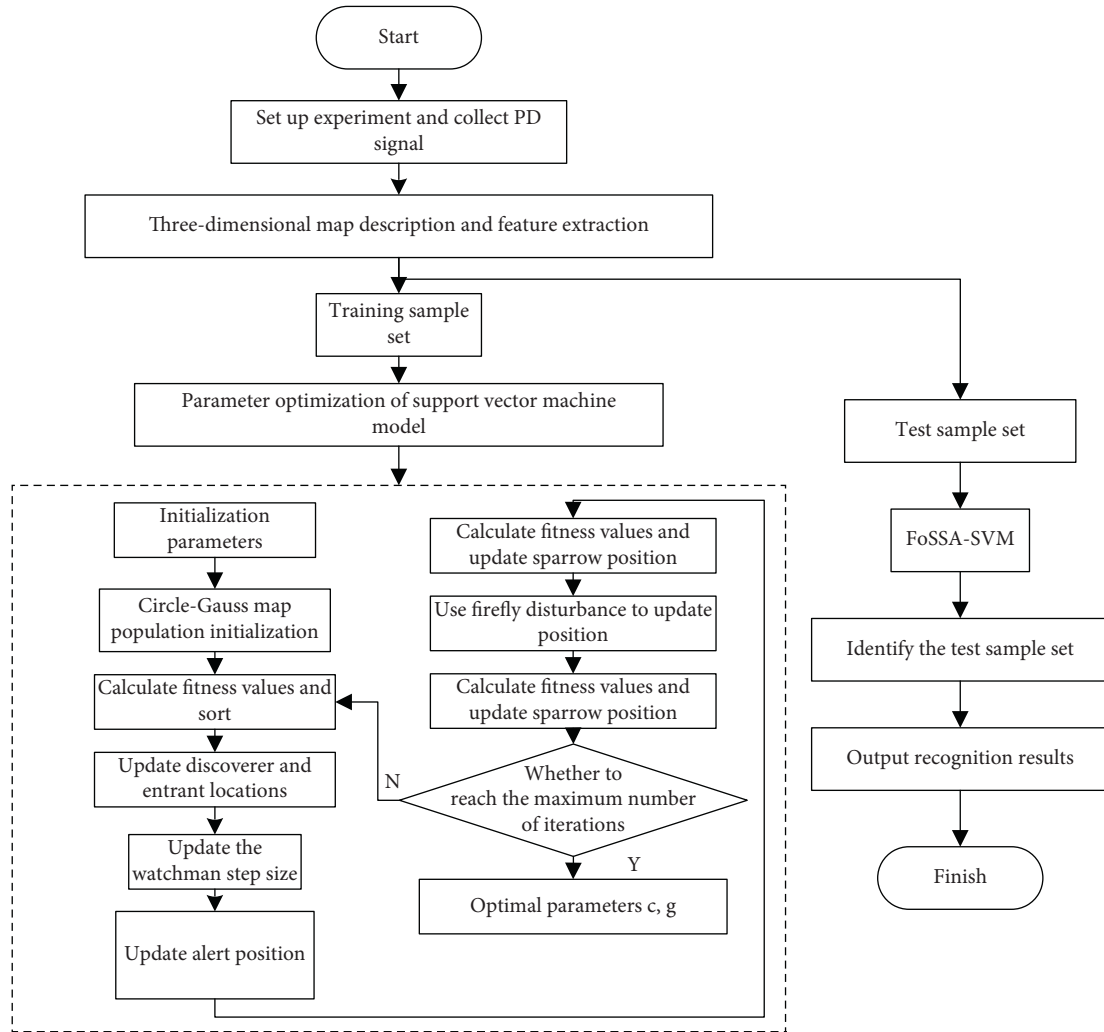 Start
Set up experiment and collect PD
signal
Three-dimensional map description and feature extraction
Training sample
set
Parameter optimization of support vector machine
model
Initialization
parameters
Circle-Gauss map
population initialization
Calculate fitness values and
sort
Update discoverer and
entrant locations
Update the
watchman step size
Update alert position
Calculate fitness values and
update sparrow position
Use firefly disturbance to update
position
Calculate fitness values and
update sparrow position
Whether to
reach the maximum number
of iterations
N
Y
Optimal parameters c, g
Test sample set
FoSSA-SVM
Identify the test sample set
Output recognition results
Finish